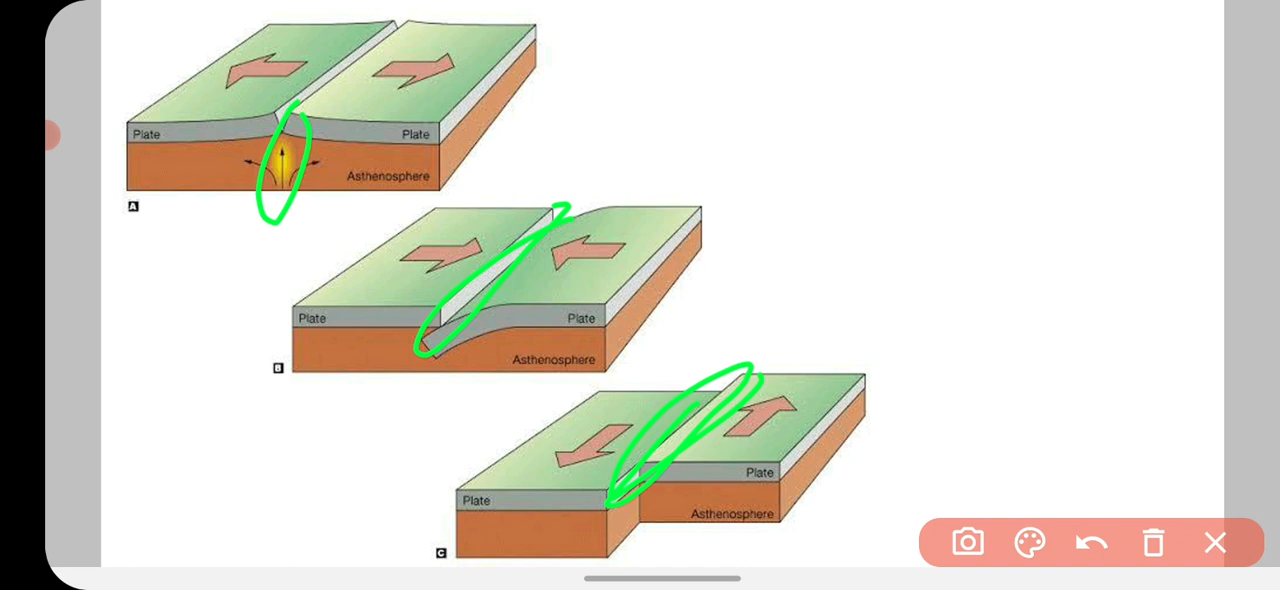 Plate Plate
Asthenosphere
A
Plate Plate
Asthenosphere
B
Plate
Plate
Asthenosphere
C